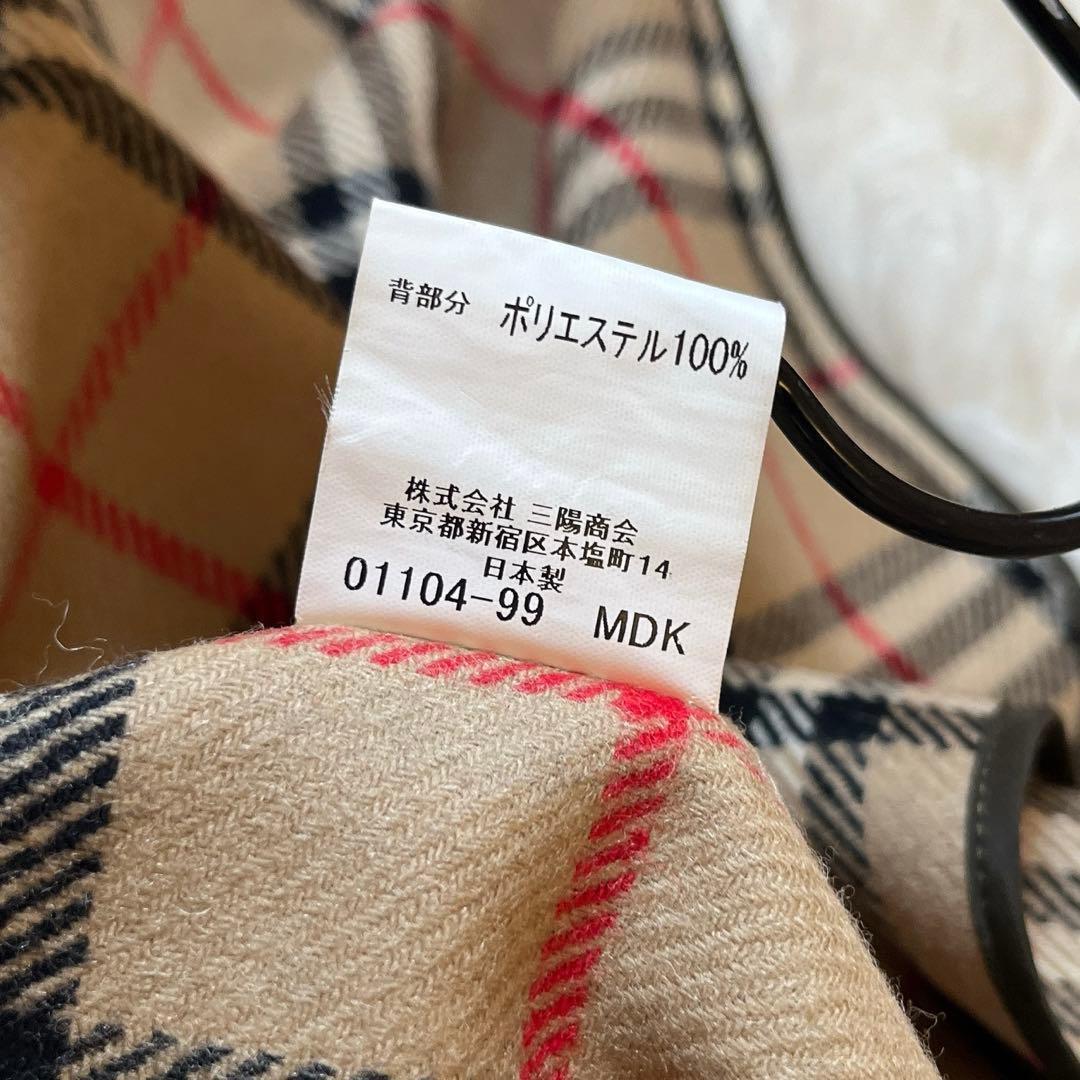 背部分 ポリエステル100%
株式会社 三陽商会
東京都新宿区本塩町14
日本製
01104-99 MDK